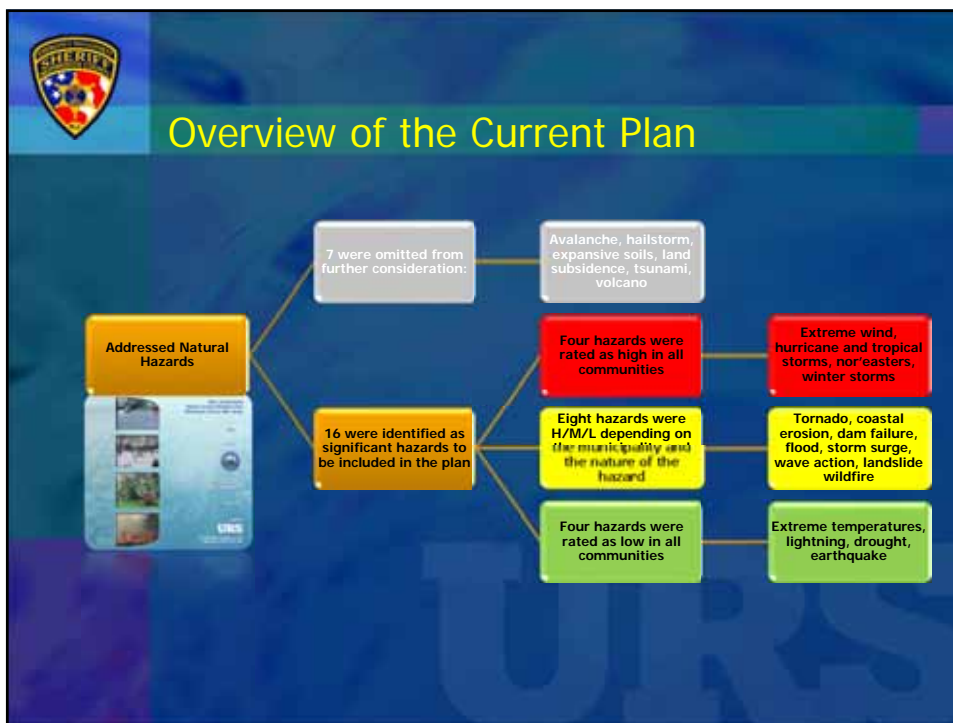 SHERIFF
Overview of the Current Plan
7 were omitted from
further consideration:
Avalanche, hailstorm,
expansive soils, land
subsidence, tsunami,
volcano
Addressed Natural
Hazards
16 were identified as
significant hazards to
be included in the plan
Four hazards were
rated as high in all
communities
Extreme wind,
hurricane and tropical
storms, nor'easters,
winter storms
Eight hazards were
H/M/L depending on
the municipality and
the nature of the
hazard
Tornado, coastal
erosion, dam failure,
flood, storm surge,
wave action, landslide
wildfire
Four hazards were
rated as low in all
communities
Extreme temperatures,
lightning, drought,
earthquake
URS
URS